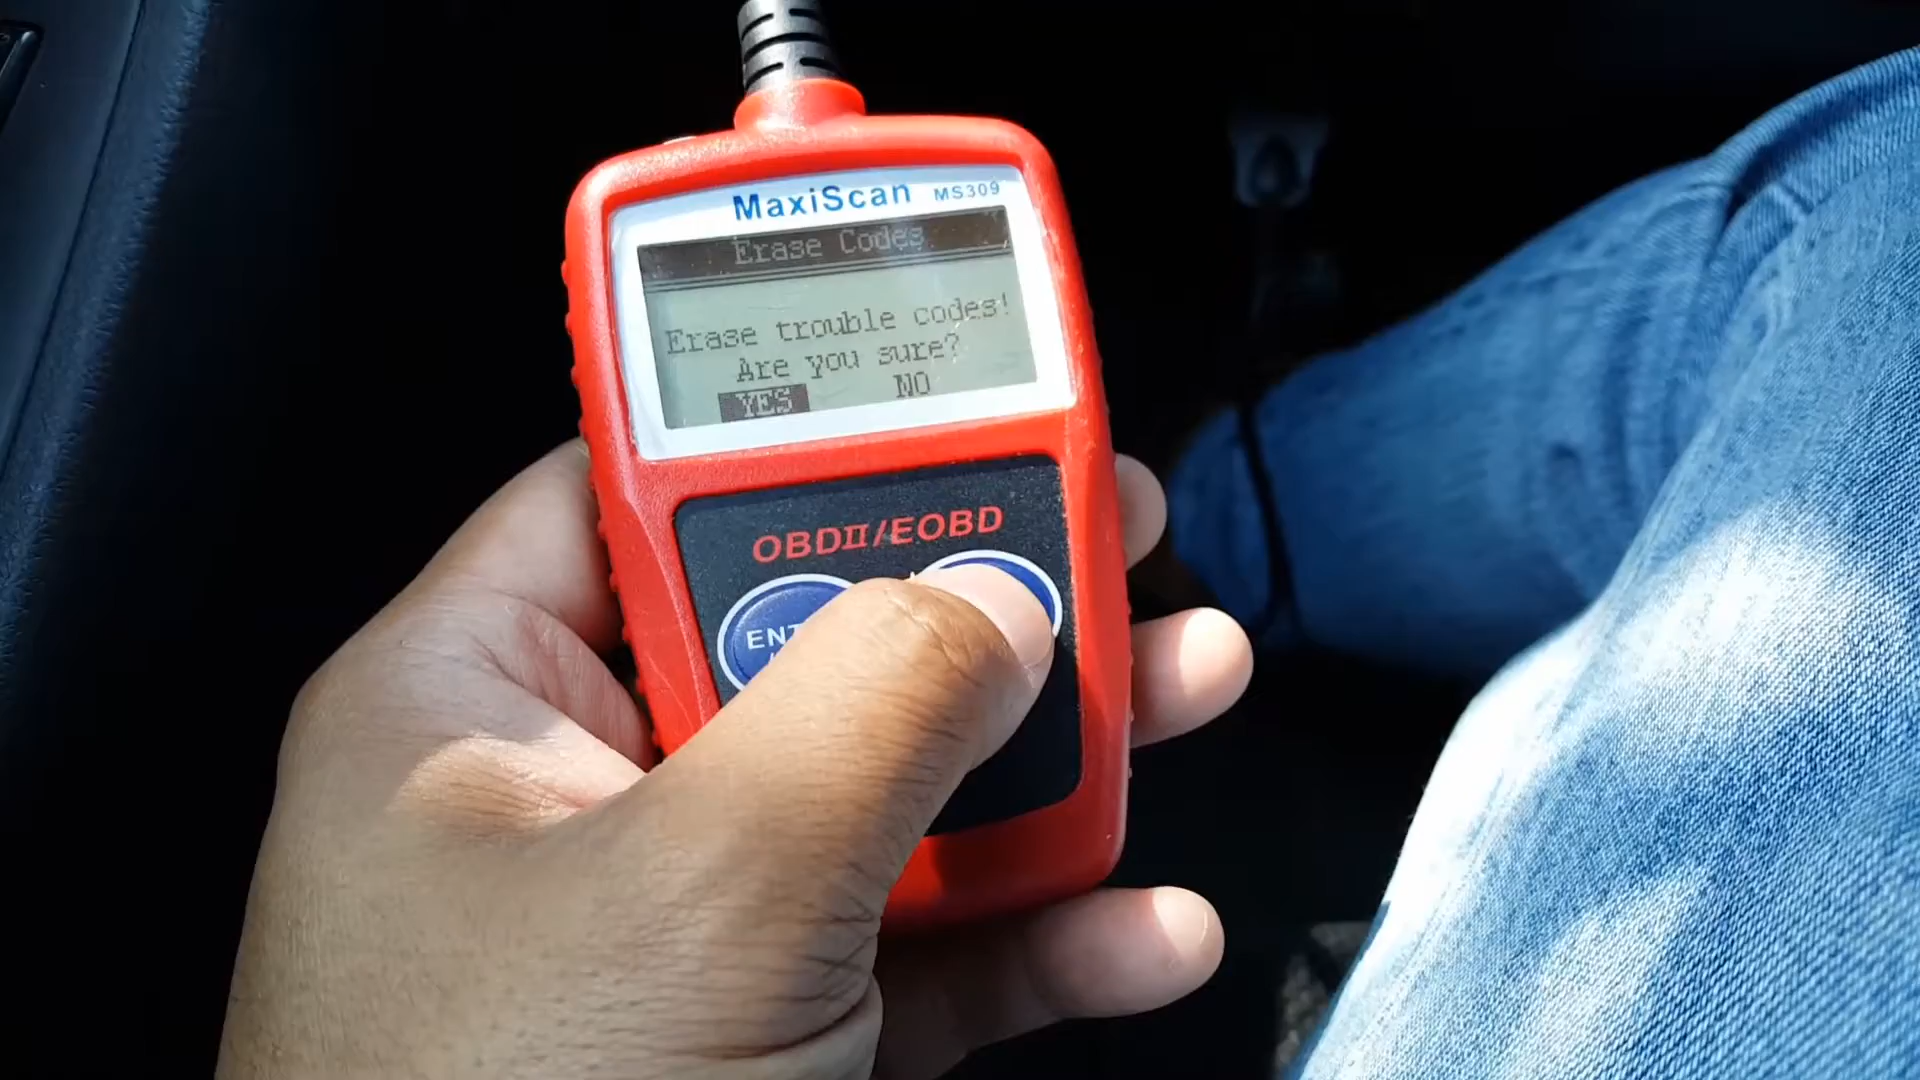 MaxiScan MS309
Erase Codes
Erase trouble codes!
Are you sure?
YES NO
OBDII/EOBD